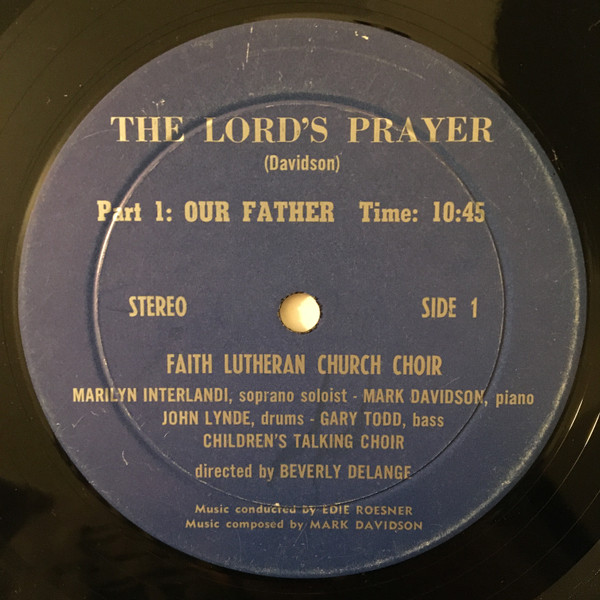 THE LORD'S PRAYER
(Davidson)
Part 1: OUR FATHER Time: 10:45
STEREO SIDE 1
FAITH LUTHERAN CHURCH CHOIR
MARILYN INTERLANDI, soprano soloist - MARK DAVIDSON, piano
JOHN LYNDE, drums - GARY TODD, bass
CHILDREN'S TALKING CHOIR
directed by BEVERLY DELANGE
Music conducted by EDIE ROESNER
Music composed by MARK DAVIDSON